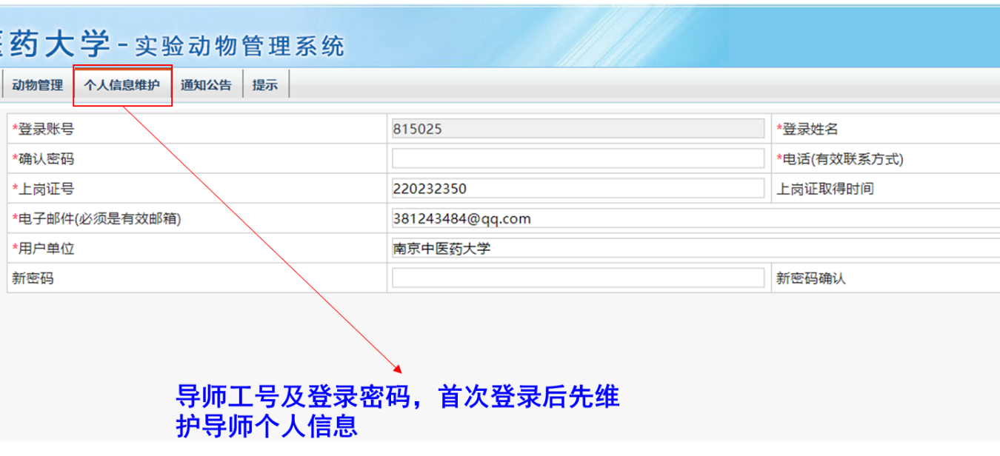 药大学-实验动物管理系统
动物管理 个人信息维护 通知公告 提示
*登录账号 815025 *登录姓名
*确认密码 *电话(有效联系方式)
*上岗证号 220232350 上岗证取得时间
*电子邮件(必须是有效邮箱) 381243484@qq.com
*用户单位 南京中医药大学
新密码 新密码确认
导师工号及登录密码，首次登录后先维
护导师个人信息